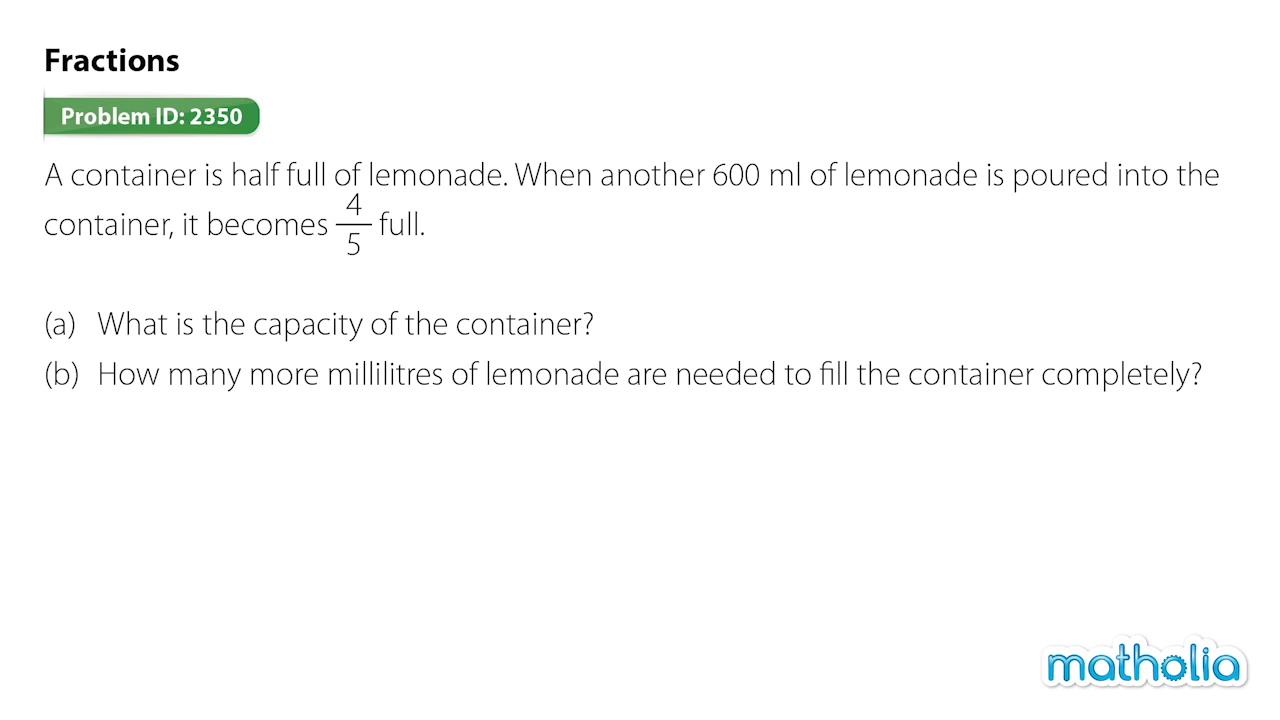 Fractions
Problem ID: 2350
A container is half full of lemonade. When another 600 ml of lemonade is poured into the
container, it becomes 4/5 full.
(a) What is the capacity of the container?
(b) How many more millilitres of lemonade are needed to fill the container completely?
matholia